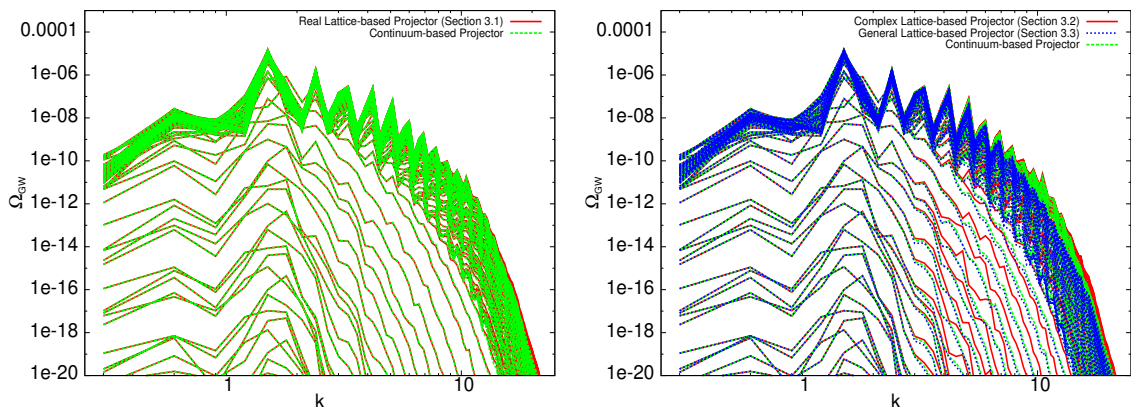 Real Lattice-based Projector (Section 3.1)
Continuum-based Projector
0.0001
1e-06
1e-08
1e-10
1e-12
1e-14
1e-16
1e-18
1e-20
Ω_GW
1
10
k
Complex Lattice-based Projector (Section 3.2)
General Lattice-based Projector (Section 3.3)
Continuum-based Projector
0.0001
1e-06
1e-08
1e-10
1e-12
1e-14
1e-16
1e-18
1e-20
Ω_GW
1
10
k